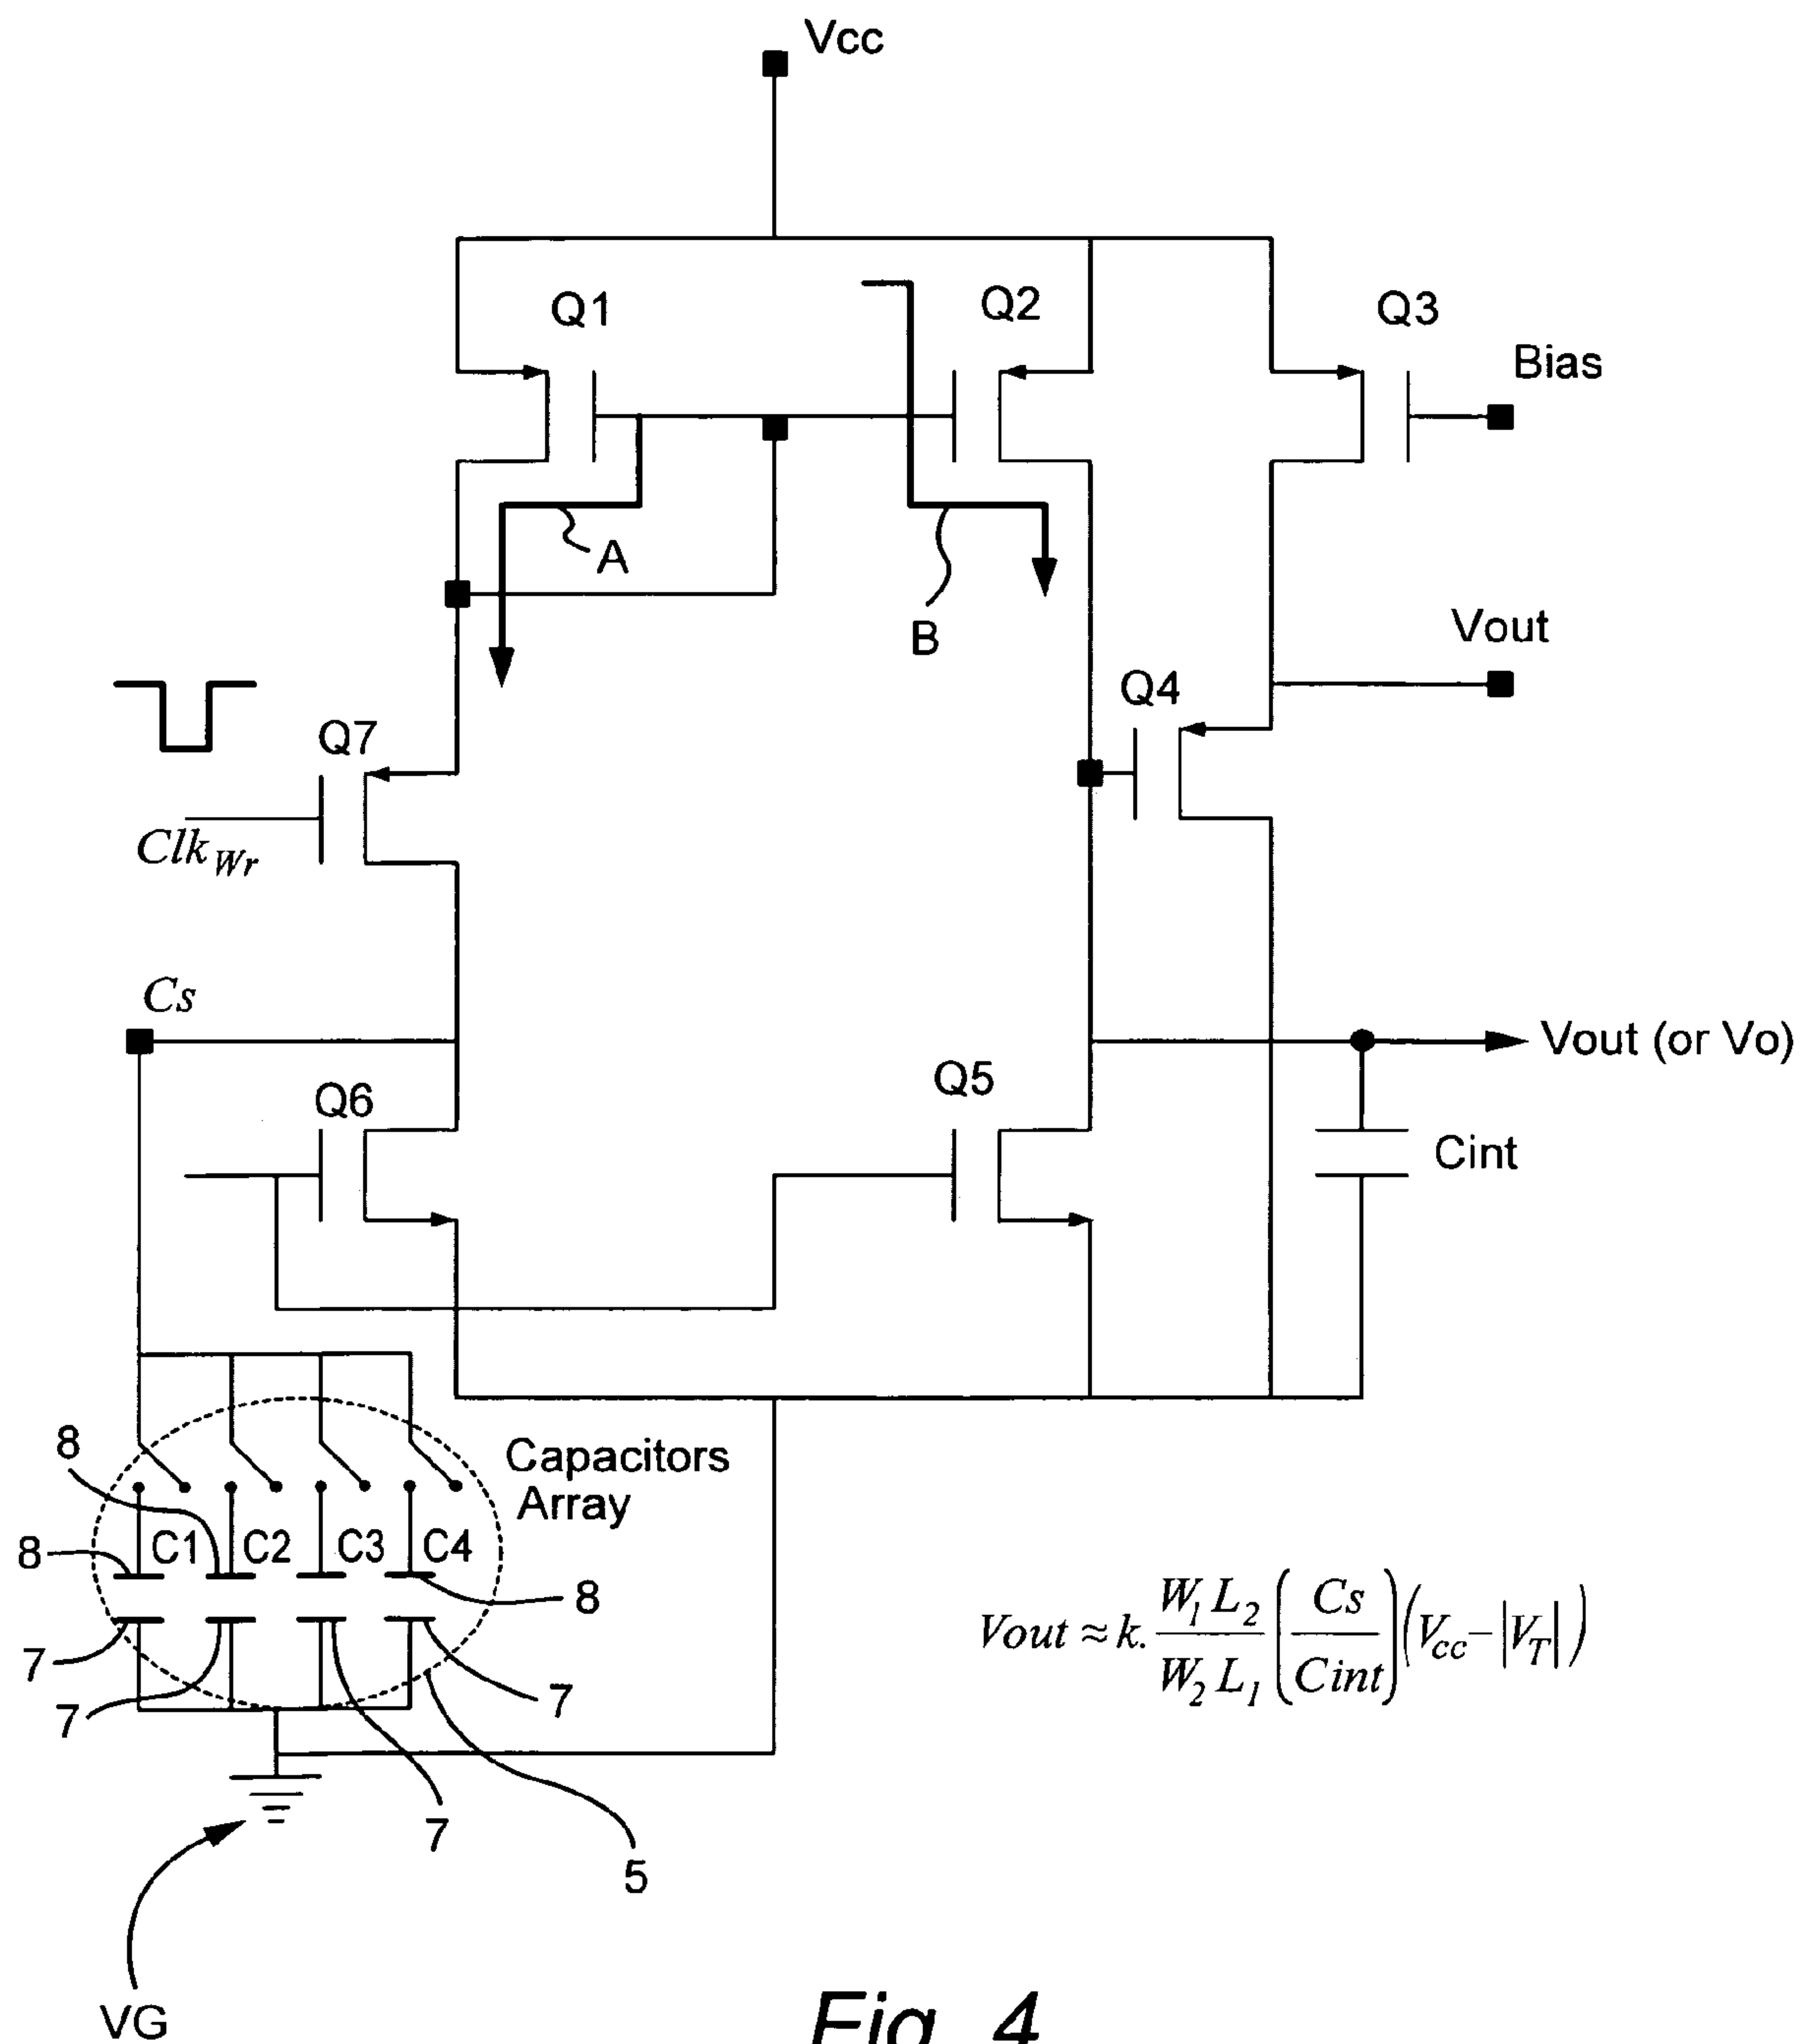 Vcc
Q1
Q2
Q3
Bias
A
B
Vout
Q4
Q7
Clk Wr
Cs
Vout (or Vo)
Q6
Q5
Cint
8
Capacitors
Array
8
C1
C2
C3
C4
8
7
7
7
7
5
Vout ≈ k. W1 L2 / W2 L1 (Cs / Cint) (Vcc – |VT|)
VG
Fig. 4